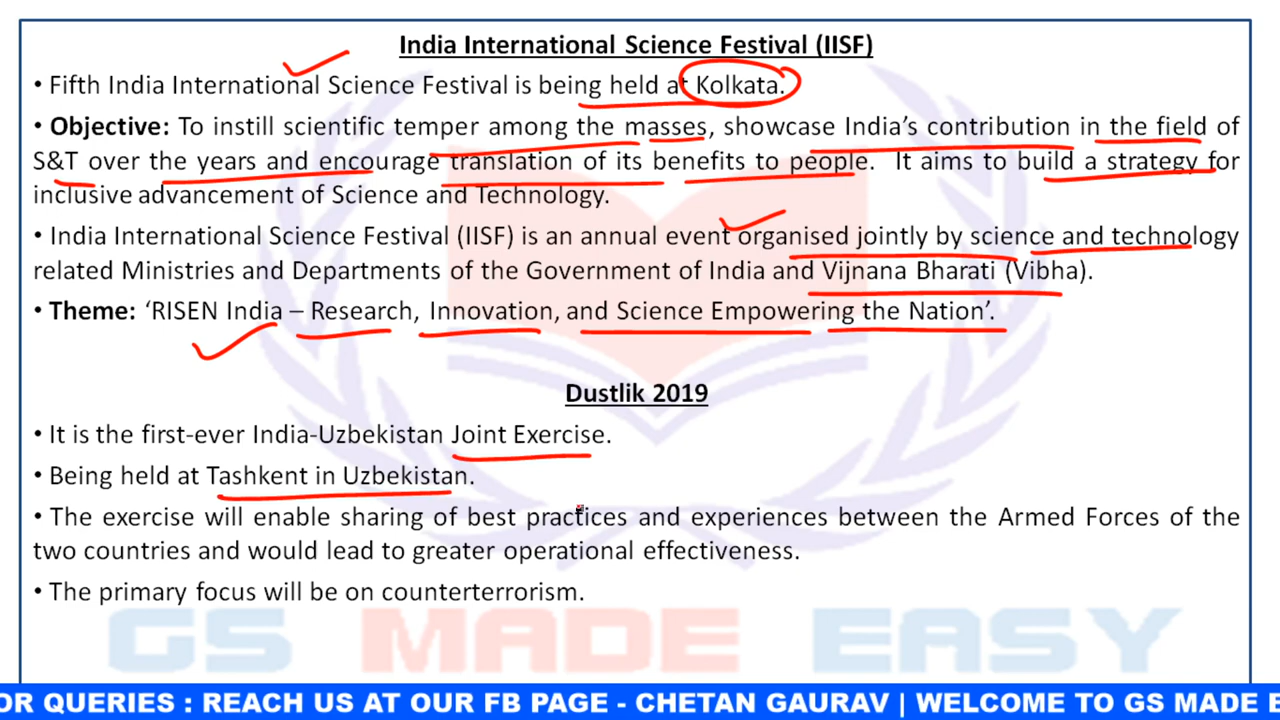 India International Science Festival (IISF)
• Fifth India International Science Festival is being held at Kolkata.
• Objective: To instill scientific temper among the masses, showcase India’s contribution in the field of
S&T over the years and encourage translation of its benefits to people. It aims to build a strategy for
inclusive advancement of Science and Technology.
• India International Science Festival (IISF) is an annual event organised jointly by science and technology
related Ministries and Departments of the Government of India and Vijnana Bharati (Vibha).
• Theme: ‘RISEN India – Research, Innovation, and Science Empowering the Nation’.
Dustlik 2019
• It is the first-ever India-Uzbekistan Joint Exercise.
• Being held at Tashkent in Uzbekistan.
• The exercise will enable sharing of best practices and experiences between the Armed Forces of the
two countries and would lead to greater operational effectiveness.
• The primary focus will be on counterterrorism.
GS MADE EASY
OR QUERIES : REACH US AT OUR FB PAGE - CHETAN GAURAV | WELCOME TO GS MADE E